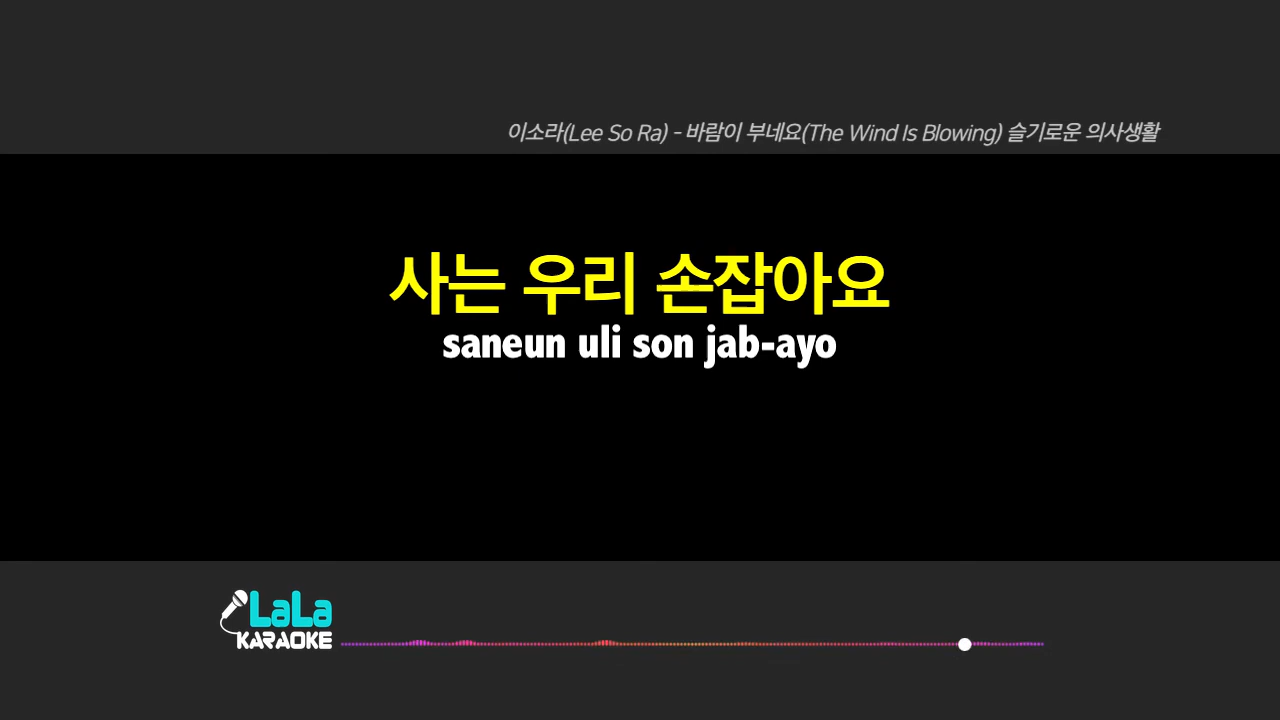 이소라(Lee So Ra) - 바람이 부네요(The Wind Is Blowing) 슬기로운 의사생활
사는 우리 손잡아요
saneun uli son jab-ayo
LaLa
KARAOKE